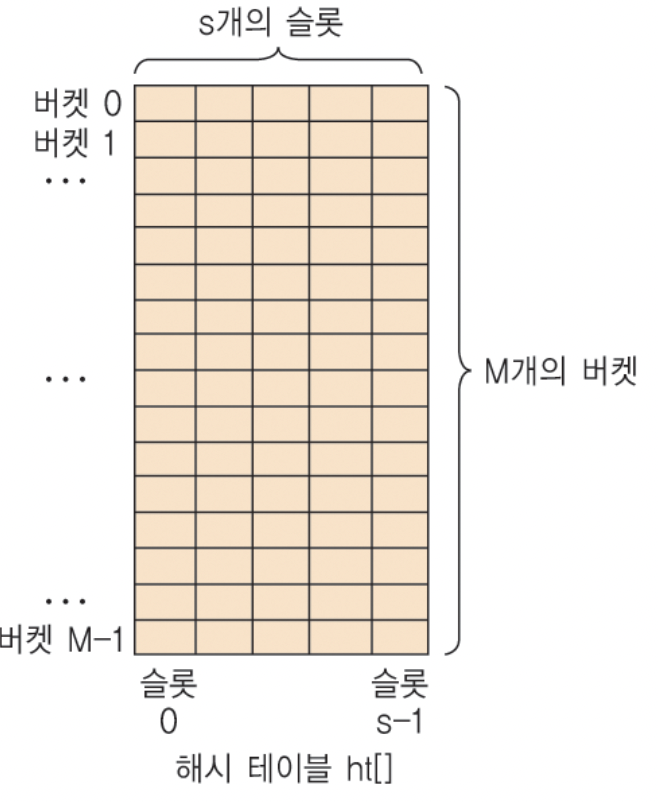 s개의 슬롯
버켓 0
버켓 1
...
...
M개의 버켓
...
버켓 M-1
슬롯 슬롯
0 s-1
해시 테이블 ht[]